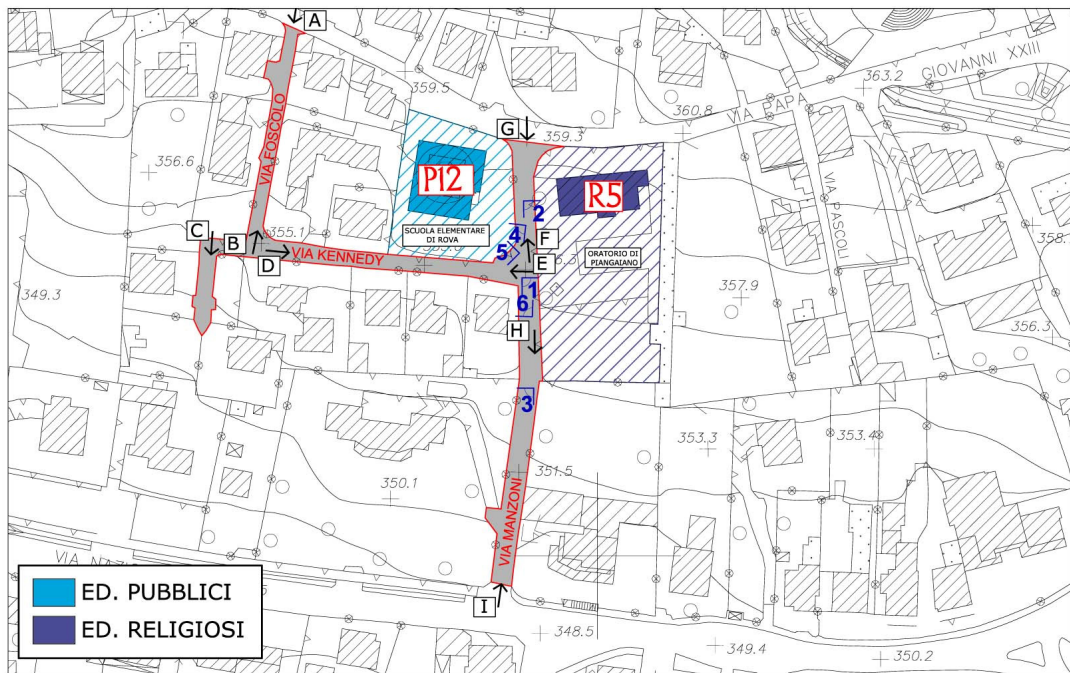 A
GIOVANNI XXIII
363.2
359.5
360.8
VIA PAPA
G
359.3
VIA FOSCOLO
356.6
P12
R5
VIA PASCOLI
2
SCUOLA ELEMENTARE
DI ROVA
4
F
C
B
355.1
5
ORATORIO DI
PIANGAIANO
D
VIA KENNEDY
E
349.3
1
357.9
6
356.3
H
3
353.3
353.4
351.5
350.1
VIA MANZONI
I
348.5
349.4
350.2
ED. PUBBLICI
ED. RELIGIOSI